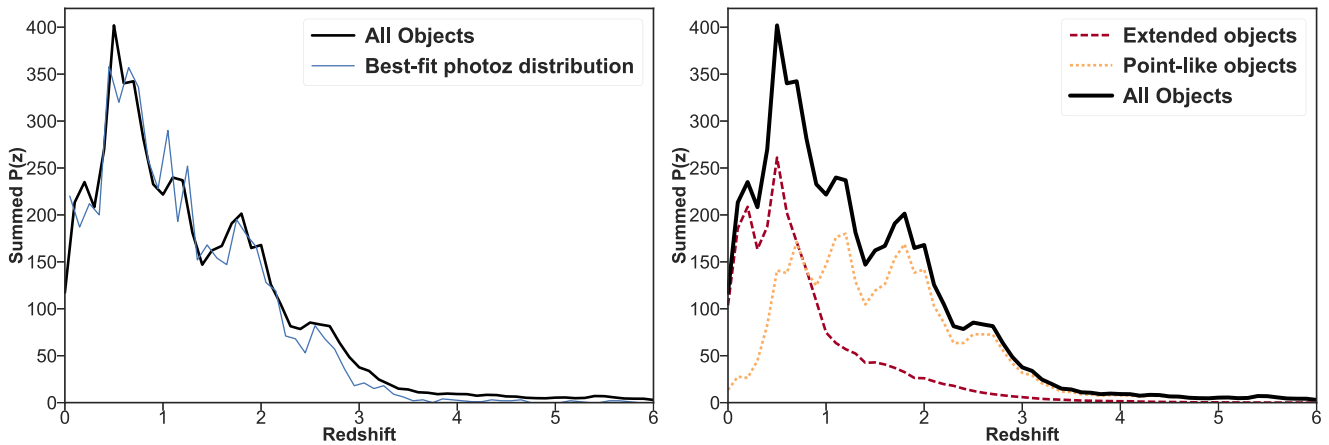 All Objects
Best-fit photoz distribution
Summed P(z)
400
350
300
250
200
150
100
50
0
0 1 2 3 4 5 6
Redshift
Extended objects
Point-like objects
All Objects
Summed P(z)
400
350
300
250
200
150
100
50
0
0 1 2 3 4 5 6
Redshift